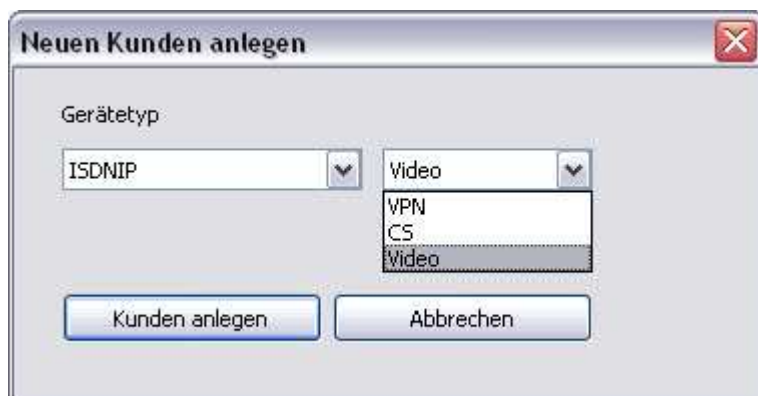 Neuen Kunden anlegen
Gerätetyp
ISDNIP
Video
VPN
CS
Video
Kunden anlegen
Abbrechen